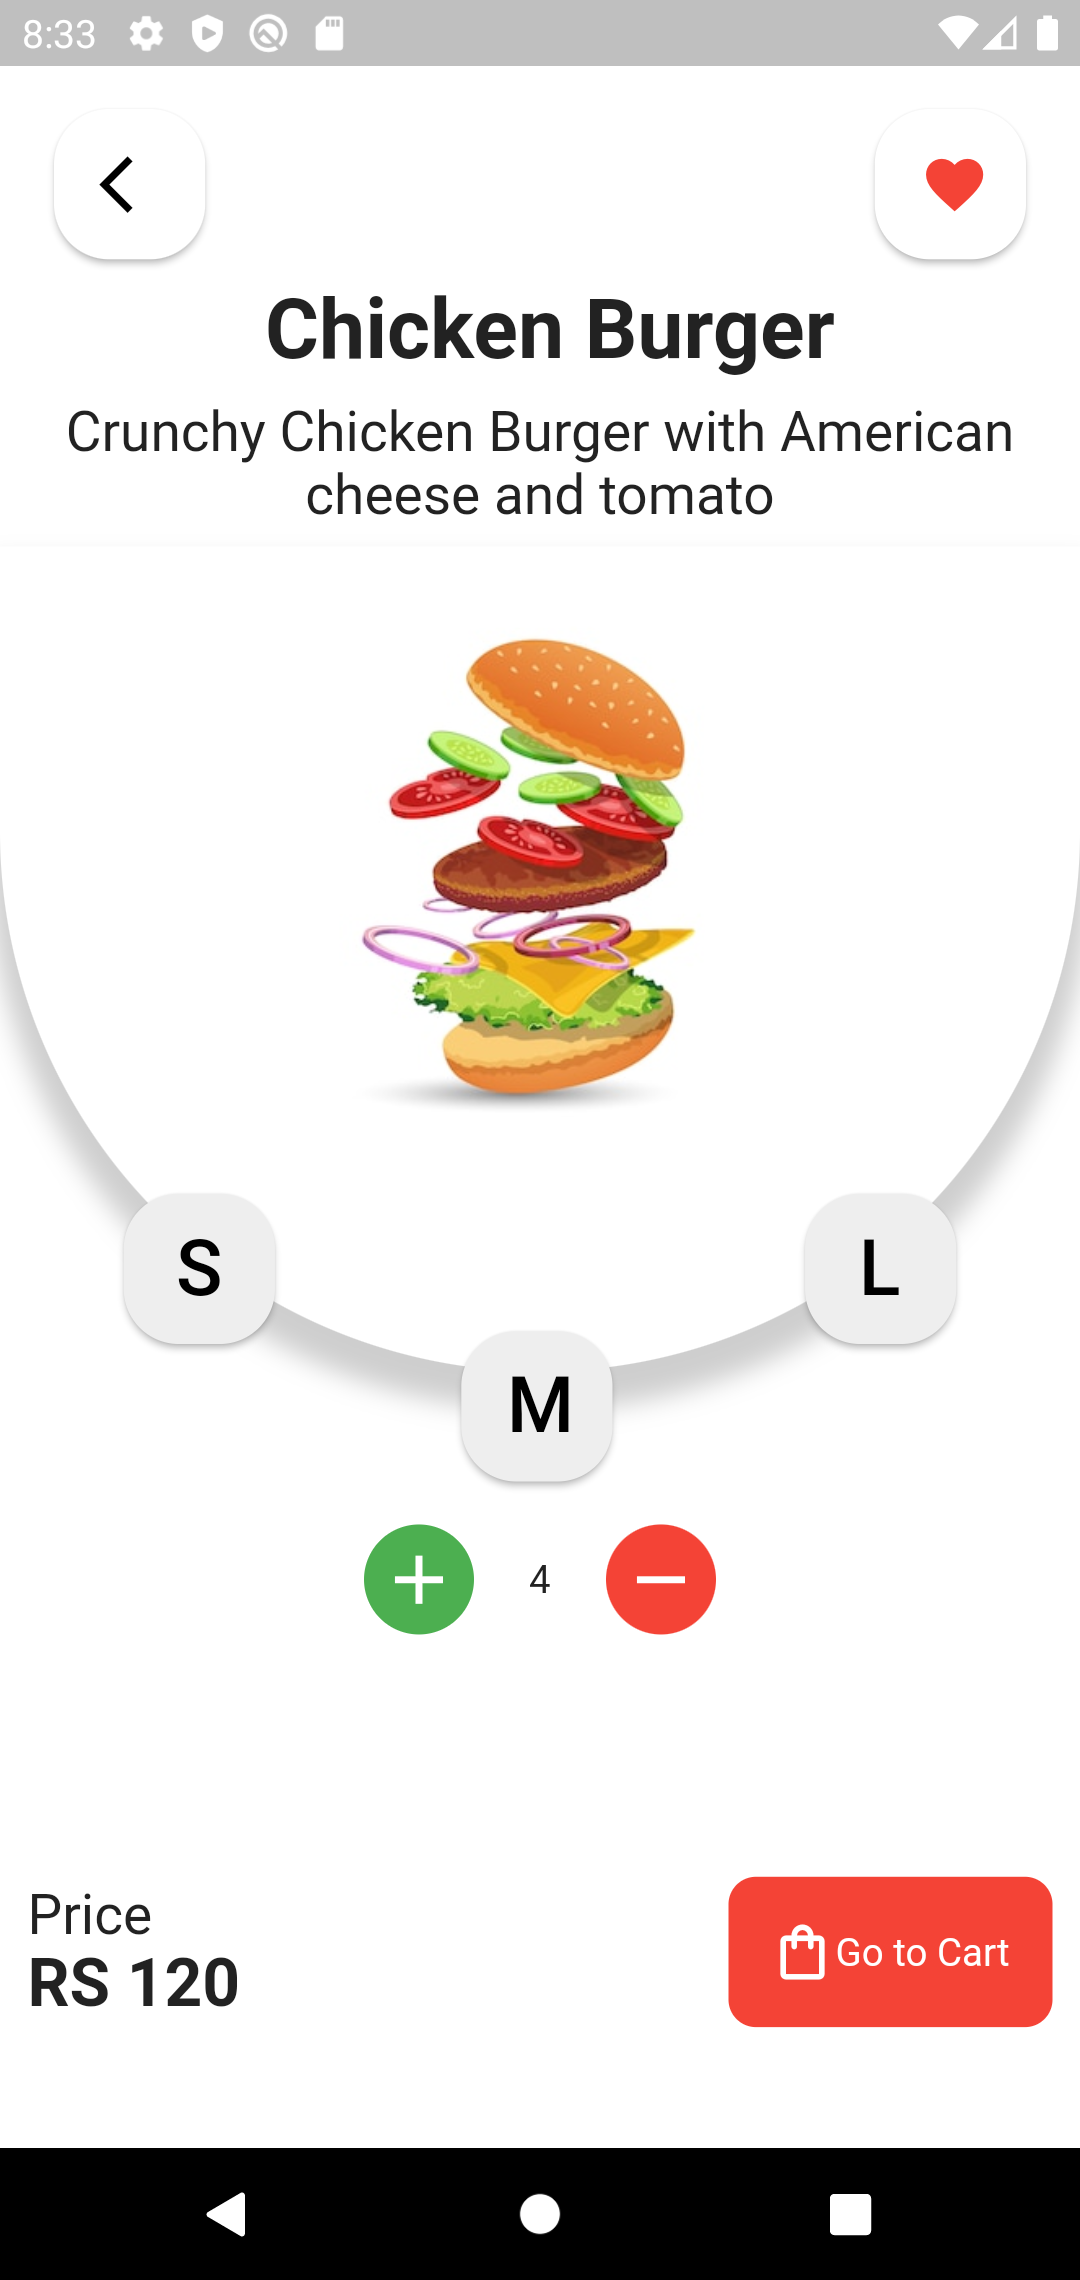 8:33
Chicken Burger
Crunchy Chicken Burger with American
cheese and tomato
S
L
M
4
Price
RS 120
Go to Cart